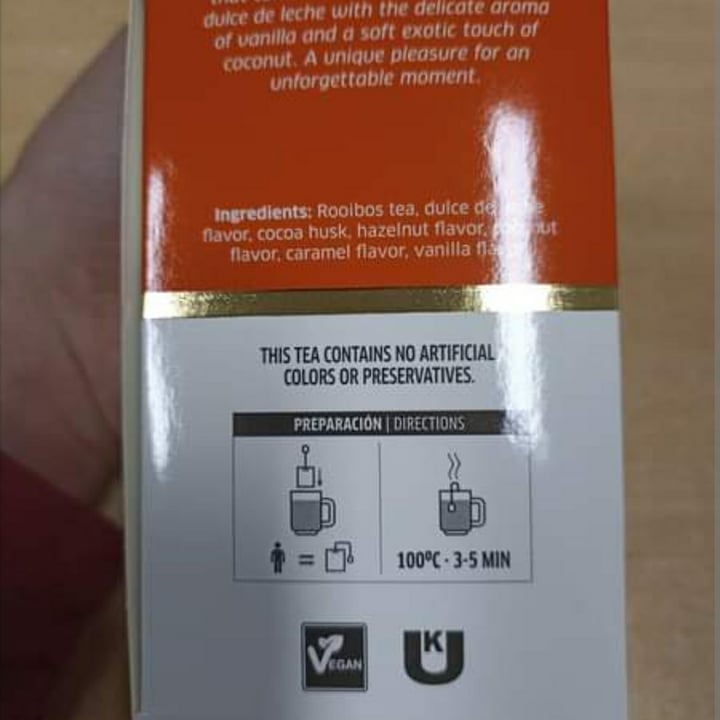 dulce de leche with the delicate aroma
of vanilla and a soft exotic touch of
coconut. A unique pleasure for an
unforgettable moment.
Ingredients: Rooibos tea, dulce de
flavor, cocoa husk, hazelnut flavor,
flavor, caramel flavor, vanilla
THIS TEA CONTAINS NO ARTIFICIAL
COLORS OR PRESERVATIVES.
PREPARACIÓN | DIRECTIONS
=
100°C · 3-5 MIN
VEGAN
UK